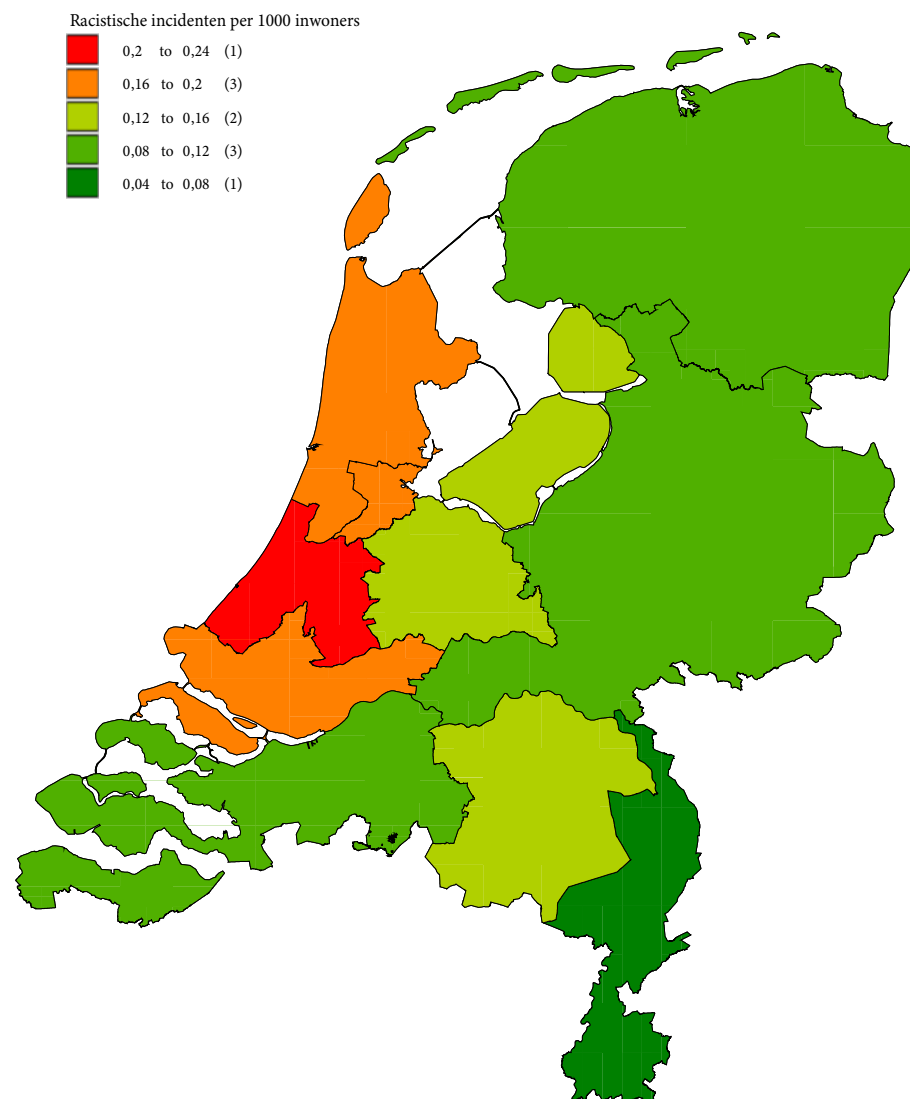 Racistische incidenten per 1000 inwoners
0,2 to 0,24 (1)
0,16 to 0,2 (3)
0,12 to 0,16 (2)
0,08 to 0,12 (3)
0,04 to 0,08 (1)